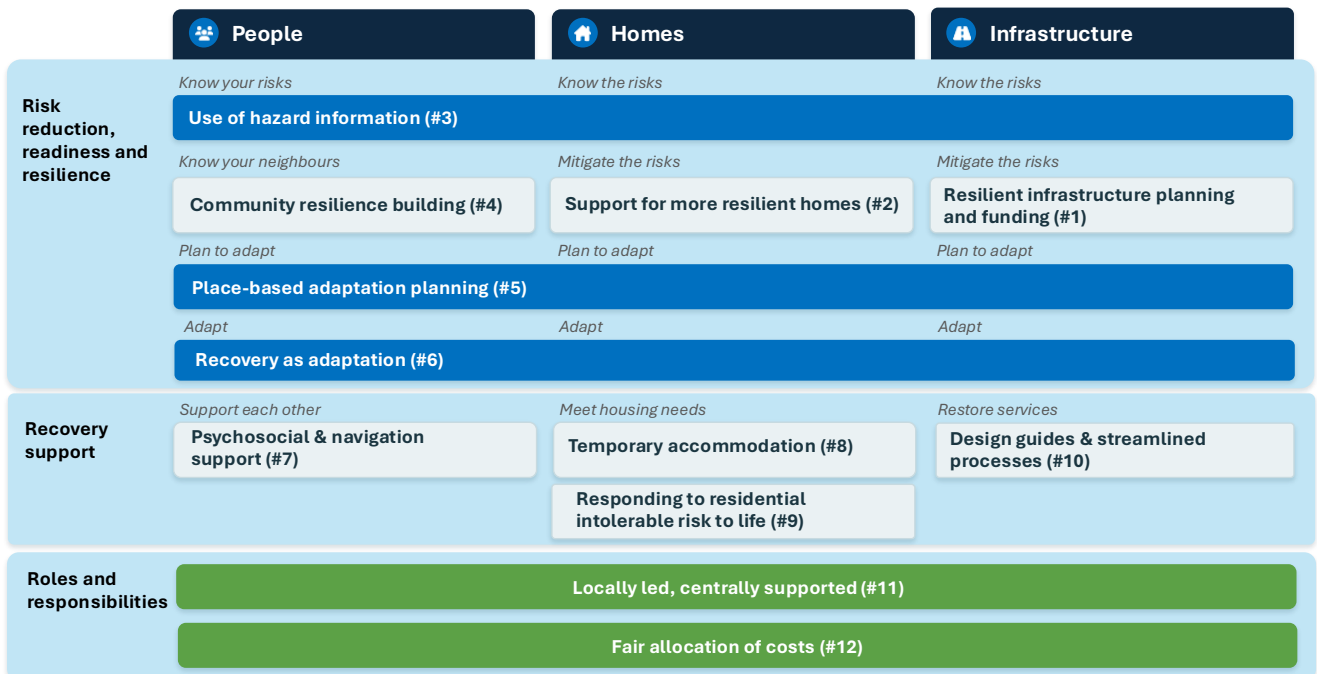 People
Homes
Infrastructure
Risk
reduction,
readiness and
resilience
Know your risks
Know the risks
Know the risks
Use of hazard information (#3)
Know your neighbours
Mitigate the risks
Mitigate the risks
Community resilience building (#4)
Support for more resilient homes (#2)
Resilient infrastructure planning
and funding (#1)
Plan to adapt
Plan to adapt
Plan to adapt
Place-based adaptation planning (#5)
Adapt
Adapt
Adapt
Recovery as adaptation (#6)
Recovery
support
Support each other
Meet housing needs
Restore services
Psychosocial & navigation
support (#7)
Temporary accommodation (#8)
Design guides & streamlined
processes (#10)
Responding to residential
intolerable risk to life (#9)
Roles and
responsibilities
Locally led, centrally supported (#11)
Fair allocation of costs (#12)